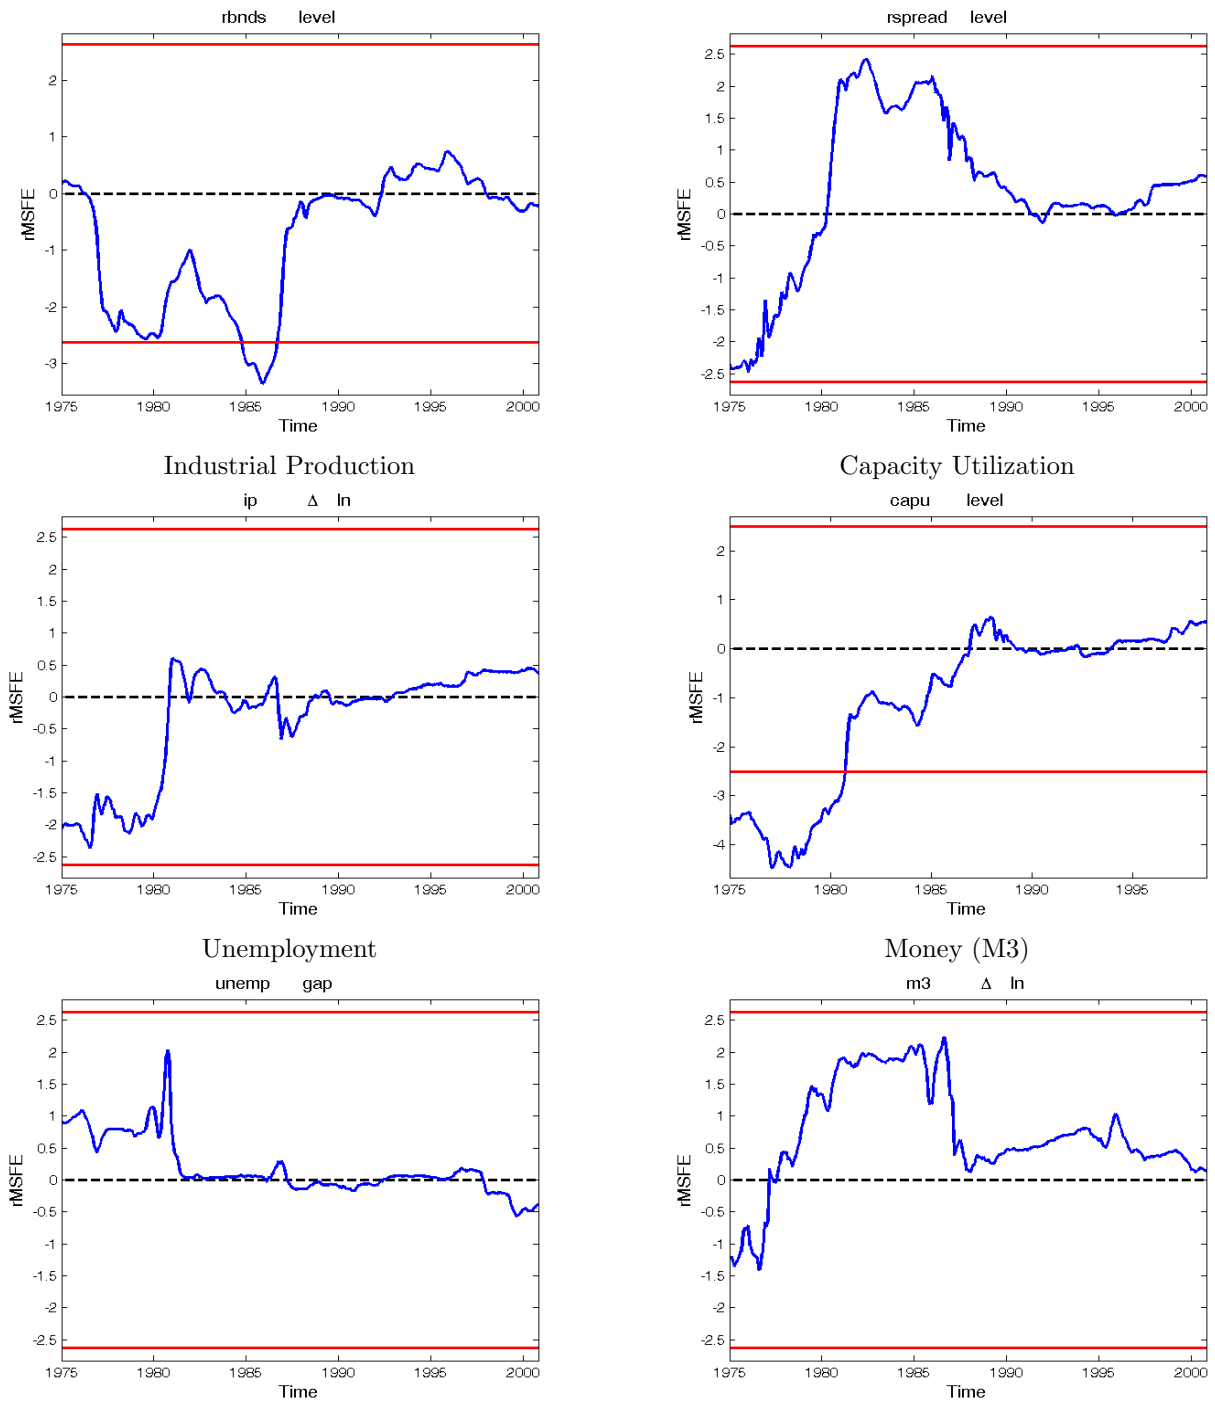 rbnds level
rMSFE
2
1
0
-1
-2
-3
1975 1980 1985 1990 1995 2000
Time
rspread level
rMSFE
2.5
2
1.5
1
0.5
0
-0.5
-1
-1.5
-2
-2.5
1975 1980 1985 1990 1995 2000
Time
Industrial Production
ip Δ ln
rMSFE
2.5
2
1.5
1
0.5
0
-0.5
-1
-1.5
-2
-2.5
1975 1980 1985 1990 1995 2000
Time
Capacity Utilization
capu level
rMSFE
2
1
0
-1
-2
-3
-4
1975 1980 1985 1990 1995
Time
Unemployment
unemp gap
rMSFE
2.5
2
1.5
1
0.5
0
-0.5
-1
-1.5
-2
-2.5
1975 1980 1985 1990 1995 2000
Time
Money (M3)
m3 Δ ln
rMSFE
2.5
2
1.5
1
0.5
0
-0.5
-1
-1.5
-2
-2.5
1975 1980 1985 1990 1995 2000
Time